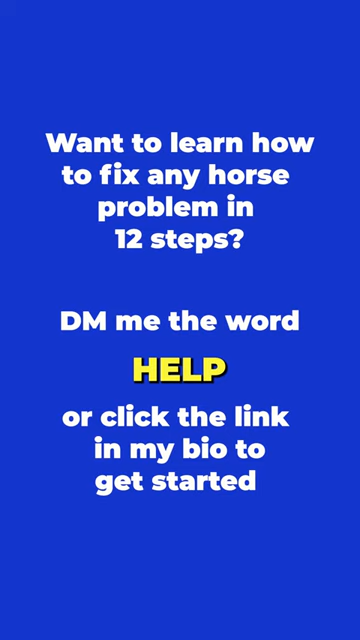 Want to learn how
to fix any horse
problem in
12 steps?
DM me the word
HELP
or click the link
in my bio to
get started